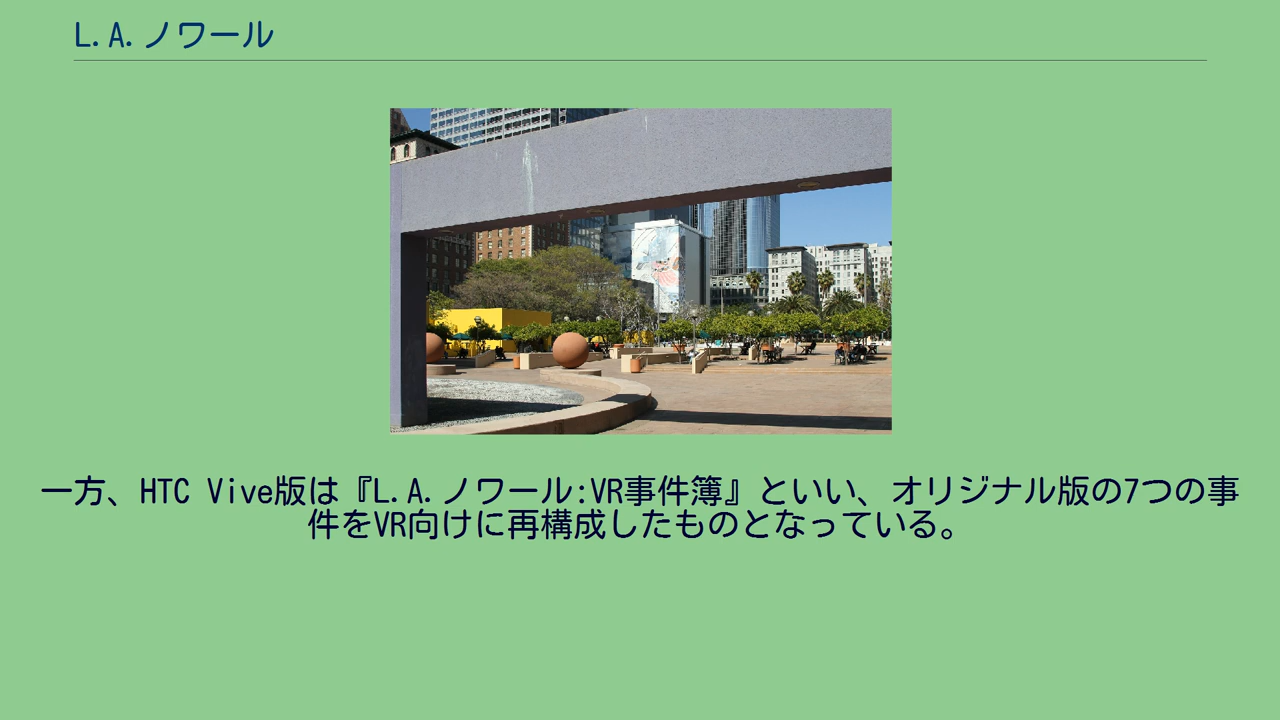 L.A.ノワール
一方、HTC Vive版は『L.A.ノワール:VR事件簿』といい、オリジナル版の7つの事
件をVR向けに再構成したものとなっている。